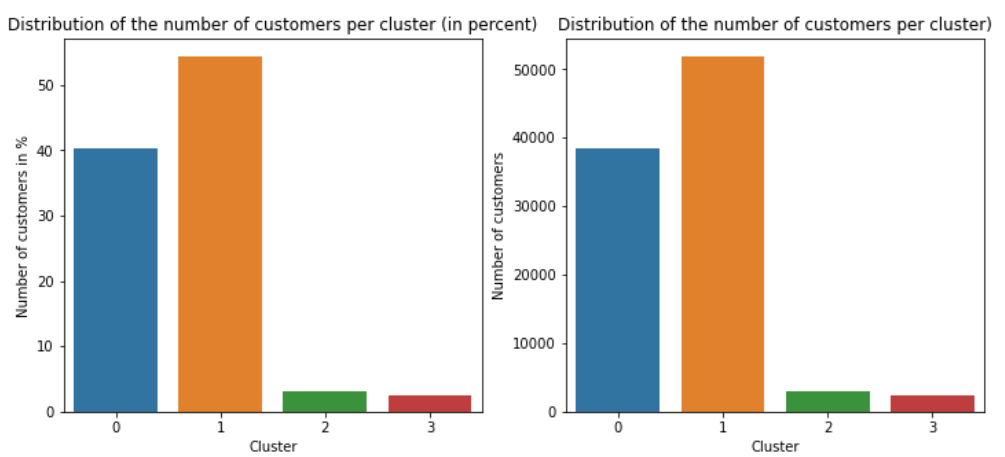 Distribution of the number of customers per cluster (in percent)
Number of customers in %
50
40
30
20
10
0
0 1 2 3
Cluster
Distribution of the number of customers per cluster)
Number of customers
50000
40000
30000
20000
10000
0
0 1 2 3
Cluster